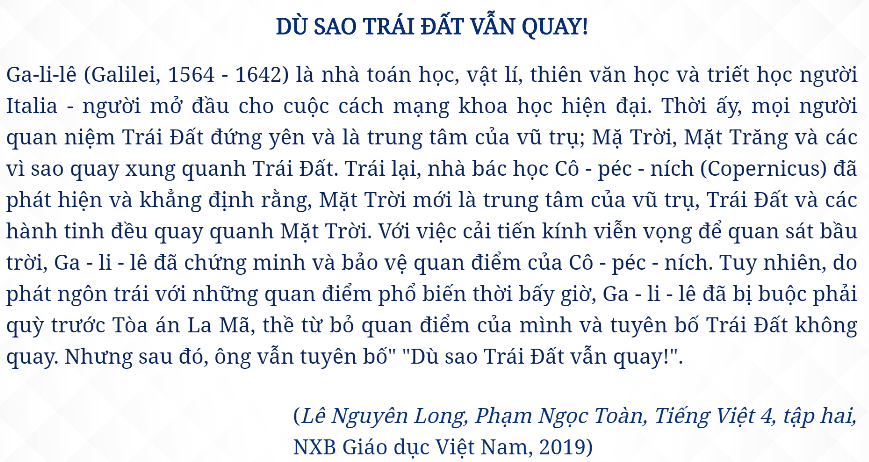 DÙ SAO TRÁI ĐẤT VẪN QUAY!
Ga-li-lê (Galilei, 1564 - 1642) là nhà toán học, vật lí, thiên văn học và triết học người
Italia - người mở đầu cho cuộc cách mạng khoa học hiện đại. Thời ấy, mọi người
quan niệm Trái Đất đứng yên và là trung tâm của vũ trụ; Mặ Trời, Mặt Trăng và các
vì sao quay xung quanh Trái Đất. Trái lại, nhà bác học Cô - péc - ních (Copernicus) đã
phát hiện và khẳng định rằng, Mặt Trời mới là trung tâm của vũ trụ, Trái Đất và các
hành tinh đều quay quanh Mặt Trời. Với việc cải tiến kính viễn vọng để quan sát bầu
trời, Ga - li - lê đã chứng minh và bảo vệ quan điểm của Cô - péc - ních. Tuy nhiên, do
phát ngôn trái với những quan điểm phổ biến thời bấy giờ, Ga - li - lê đã bị buộc phải
quỳ trước Tòa án La Mã, thề từ bỏ quan điểm của mình và tuyên bố Trái Đất không
quay. Nhưng sau đó, ông vẫn tuyên bố" "Dù sao Trái Đất vẫn quay!".
(Lê Nguyên Long, Phạm Ngọc Toàn, Tiếng Việt 4, tập hai,
NXB Giáo dục Việt Nam, 2019)